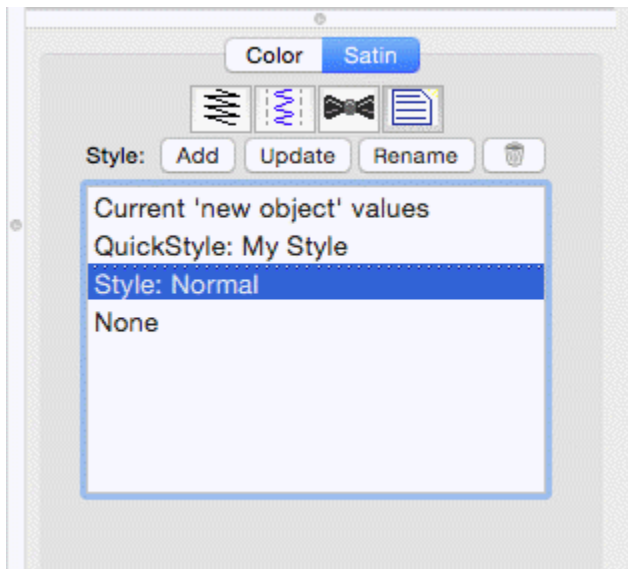 Color Satin
Style: Add Update Rename
Current 'new object' values
QuickStyle: My Style
Style: Normal
None